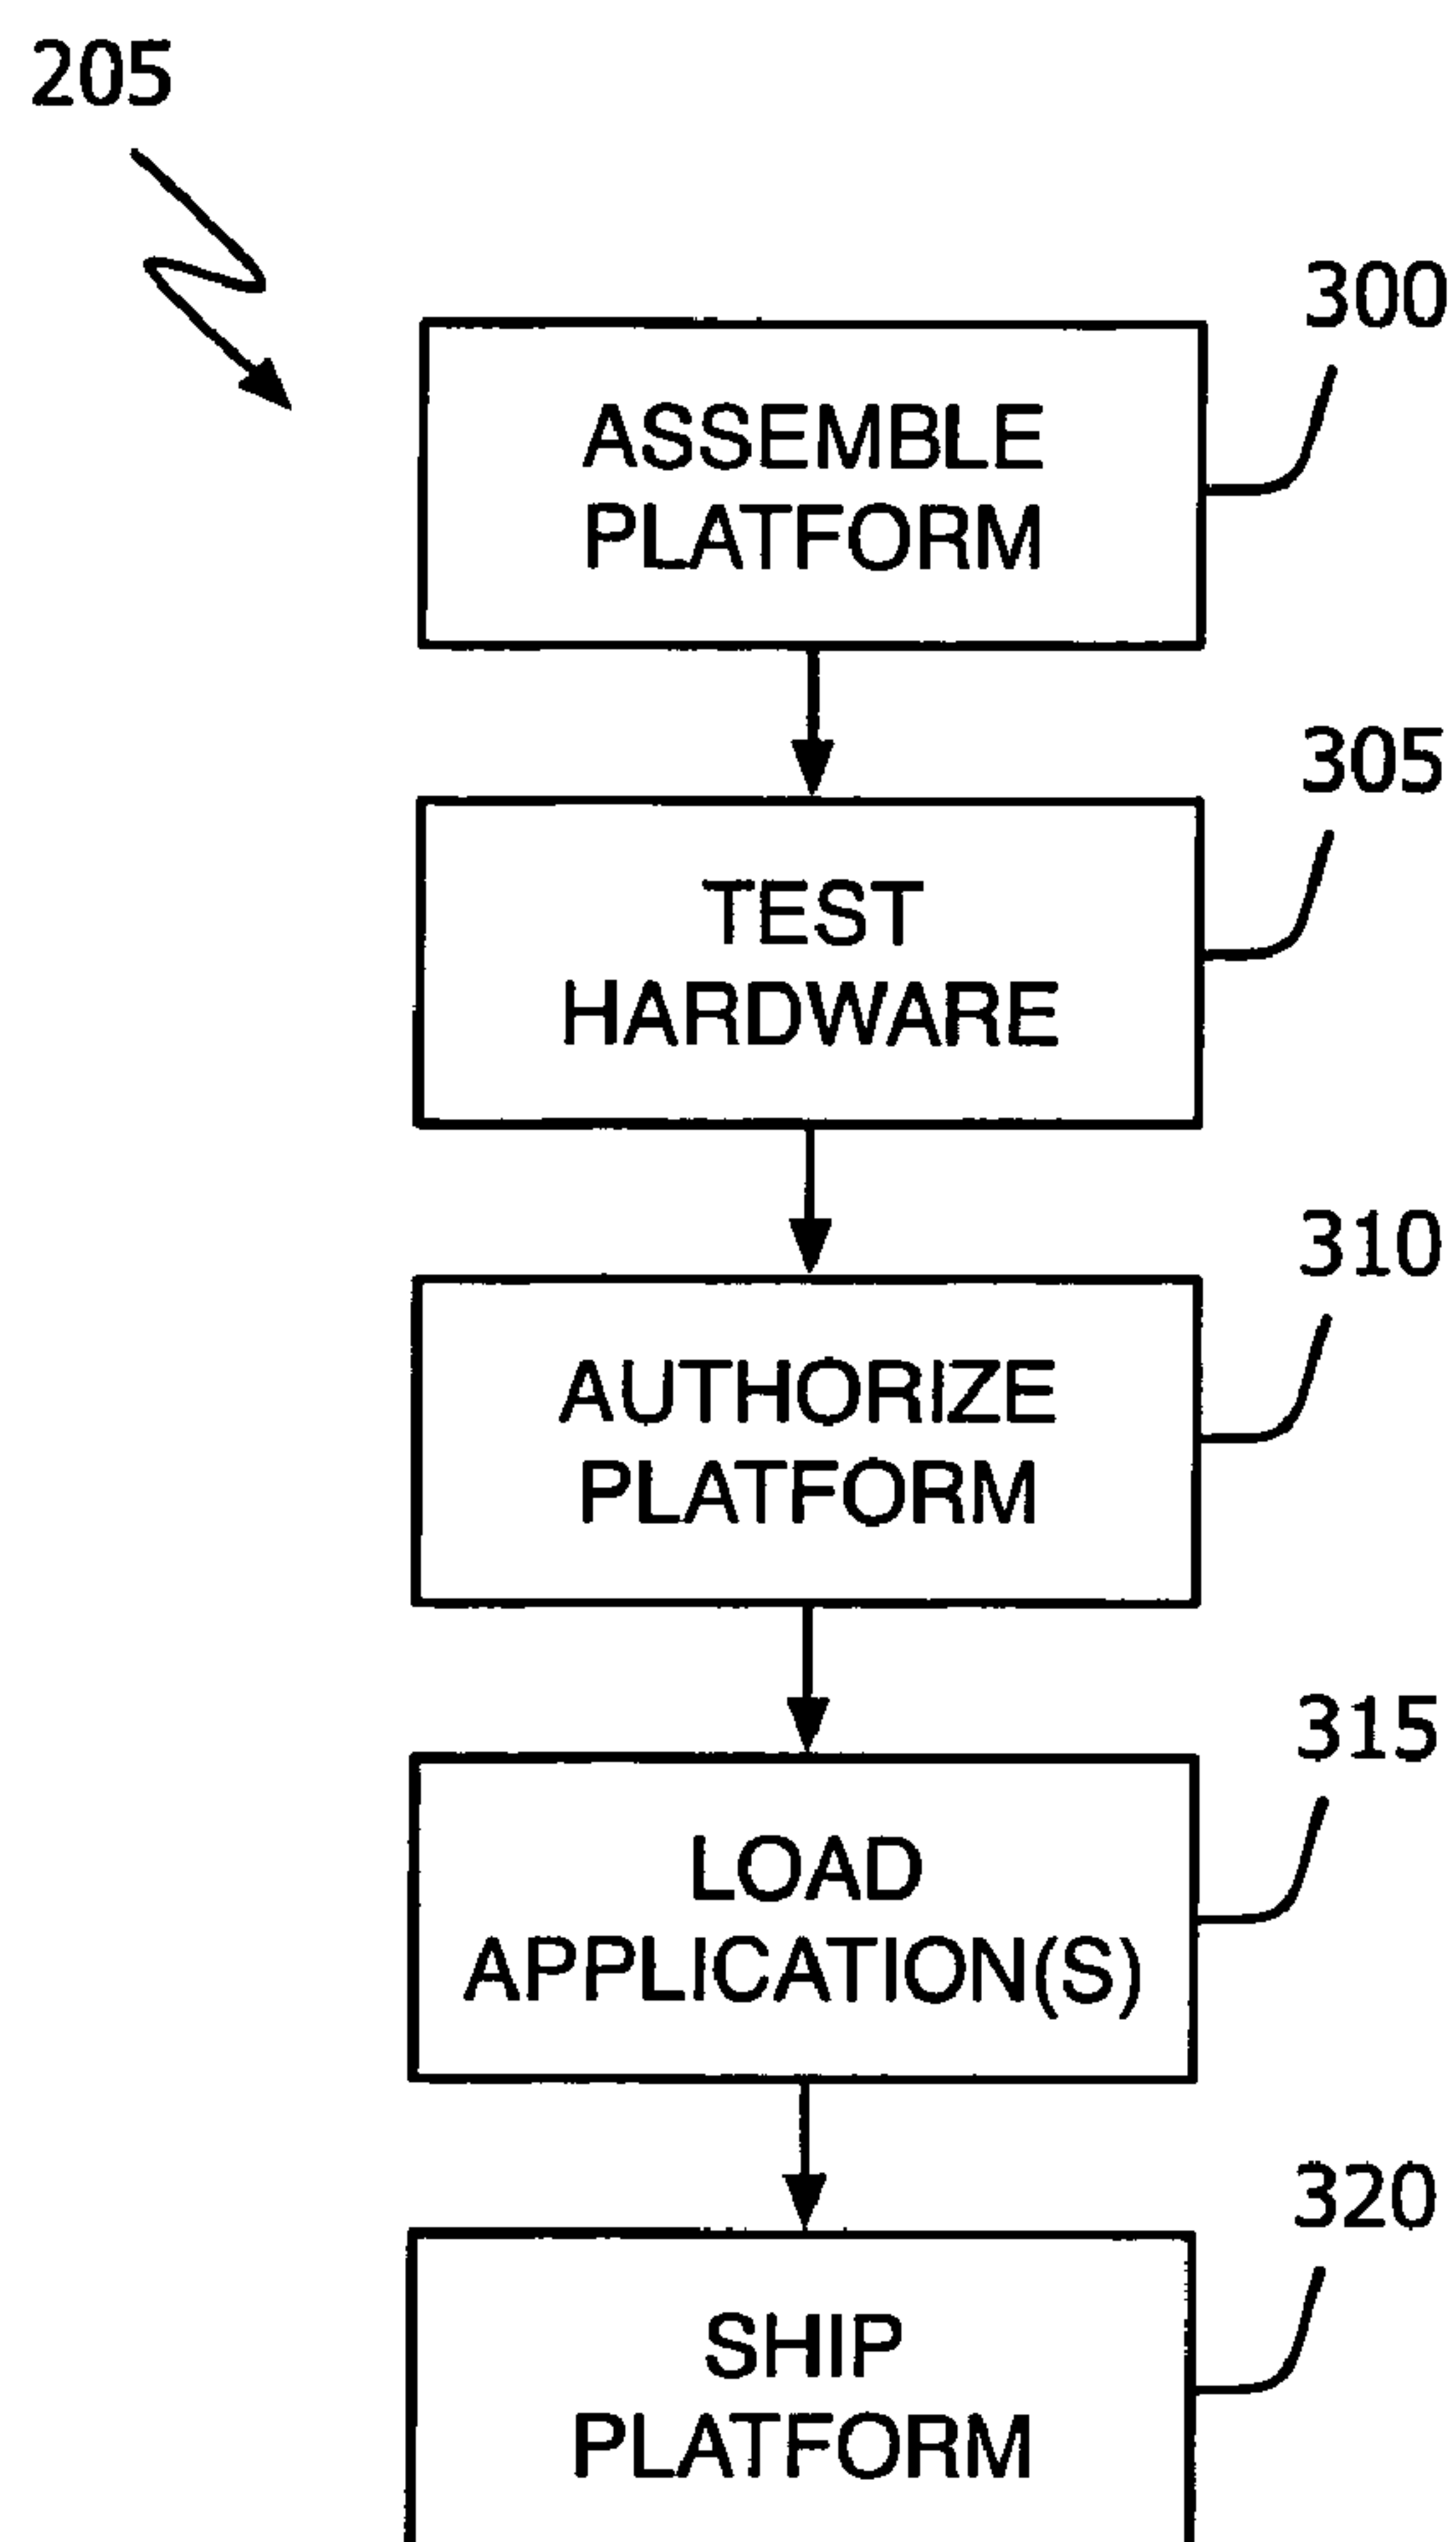 205
300
ASSEMBLE
PLATFORM
305
TEST
HARDWARE
310
AUTHORIZE
PLATFORM
315
LOAD
APPLICATION(S)
320
SHIP
PLATFORM